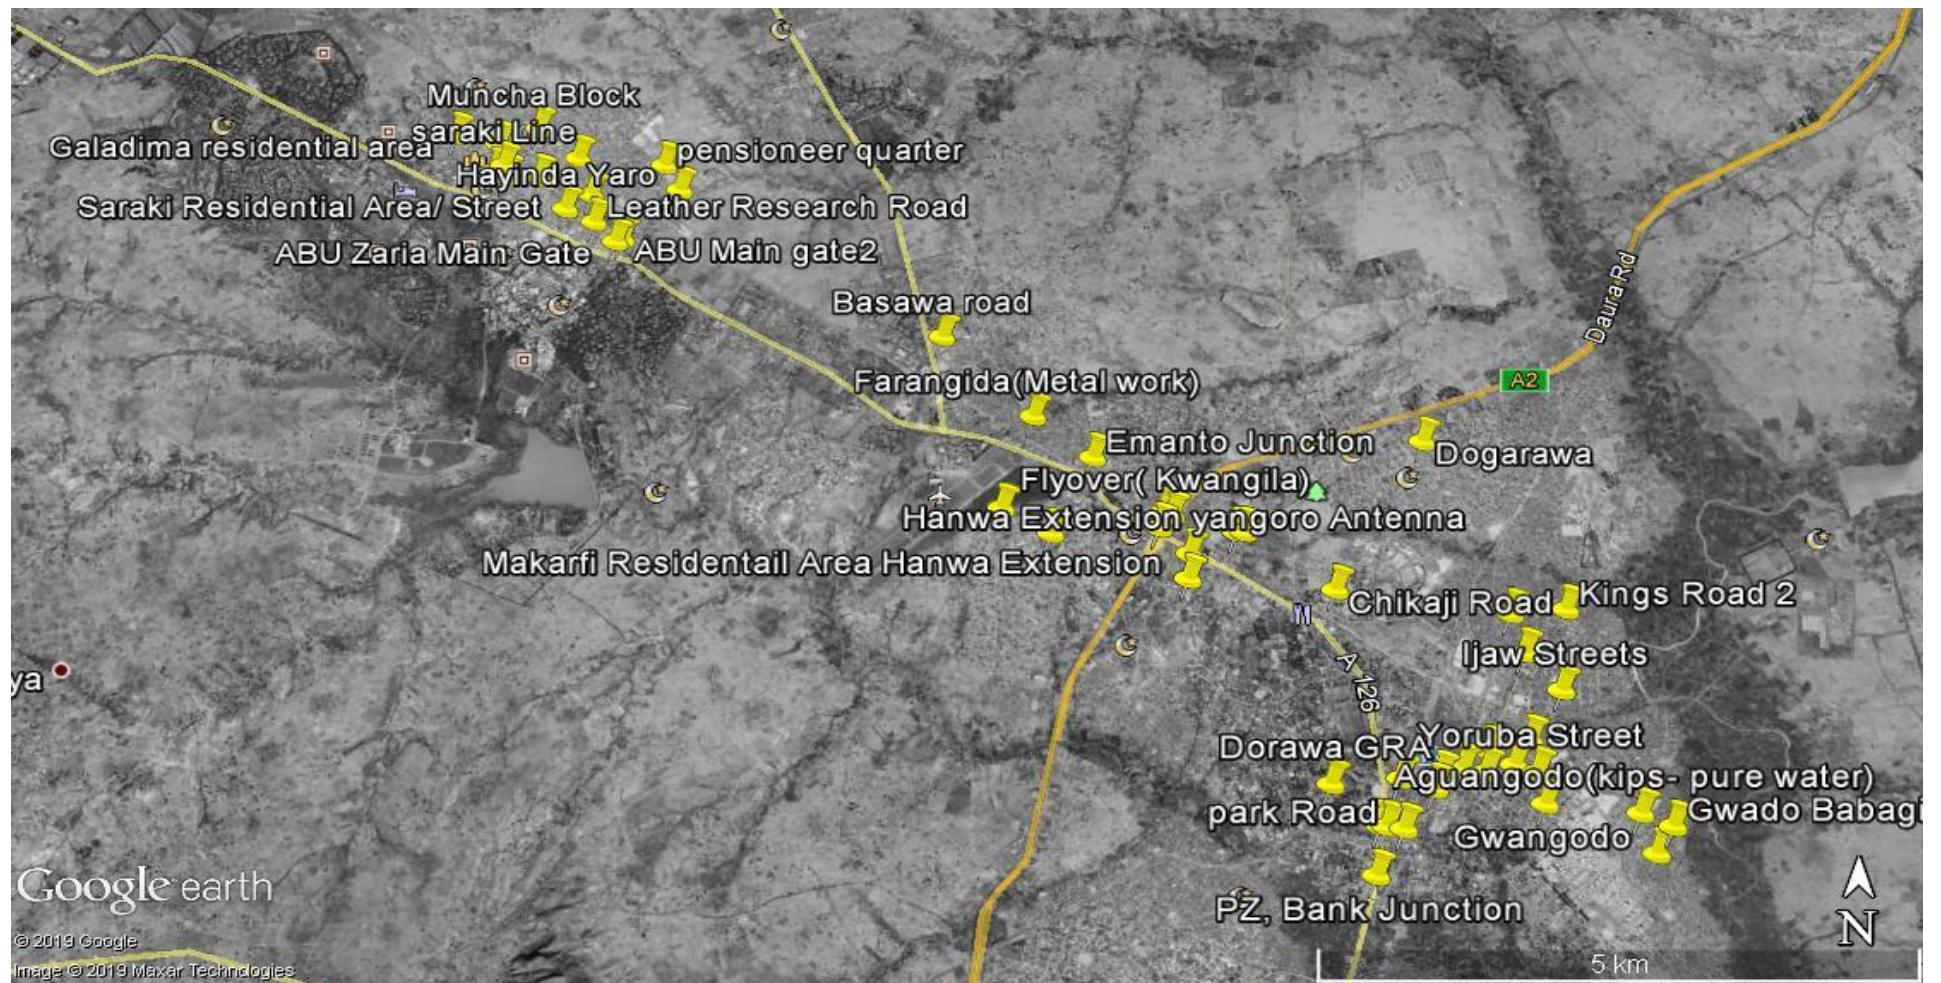 Muncha Block
saraki Line
Galadima residential area
pensioneer quarter
Hayinda Yaro
Saraki Residential Area/ Street
Leather Research Road
ABU Zaria Main Gate
ABU Main gate2
Basawa road
Daura Rd
Farangida(Metal work)
A2
Emanto Junction
Dogarawa
Flyover( Kwangila)
Hanwa Extension yangoro Antenna
Makarfi Residentail Area Hanwa Extension
Chikaji Road
Kings Road 2
Ijaw Streets
ya
A 126
Yoruba Street
Dorawa GRA
Aguangodo(kips- pure water)
park Road
Gwado Babagi
Gwangodo
Google earth
PZ, Bank Junction
N
© 2019 Google
5 km
Image © 2019 Maxar Technologies